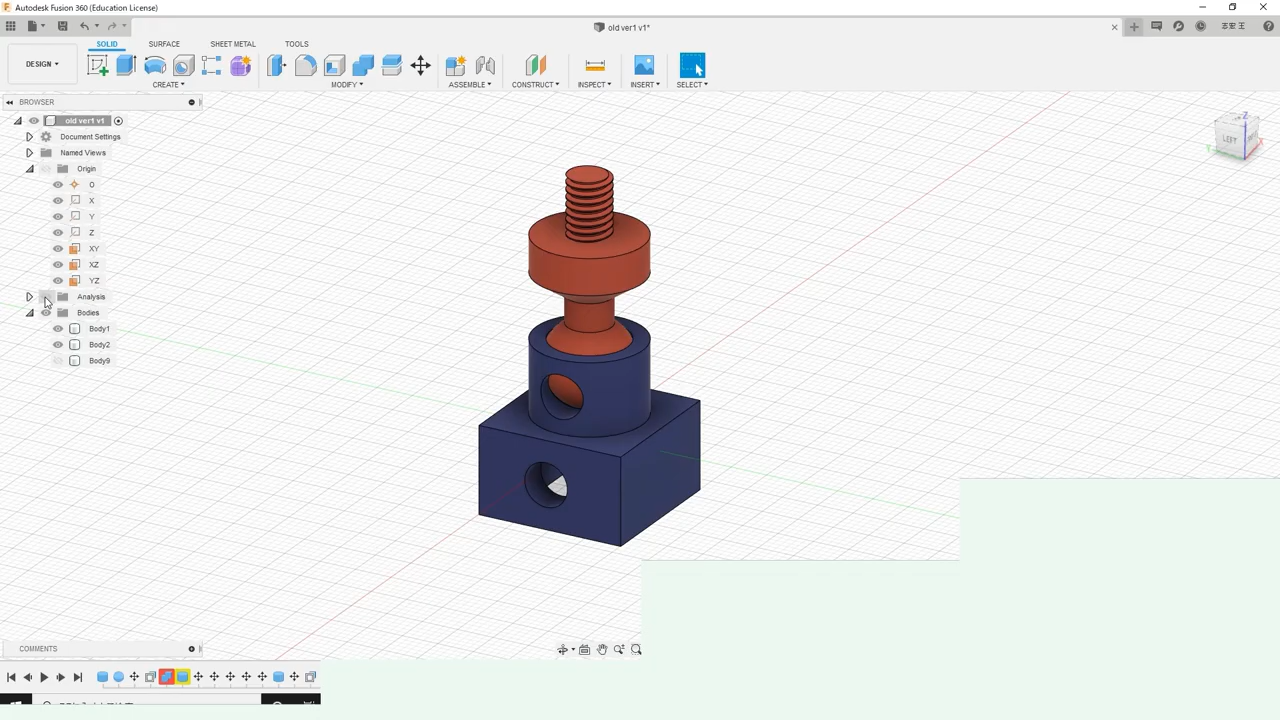 Autodesk Fusion 360 (Education License)
old ver1 v1*
DESIGN
SOLID SURFACE SHEET METAL TOOLS
CREATE MODIFY ASSEMBLE CONSTRUCT INSPECT INSERT SELECT
BROWSER
old ver1 v1
Document Settings
Named Views
Origin
O
X
Y
Z
XY
XZ
YZ
Analysis
Bodies
Body1
Body2
Body9
LEFT
Z
X
Y
COMMENTS